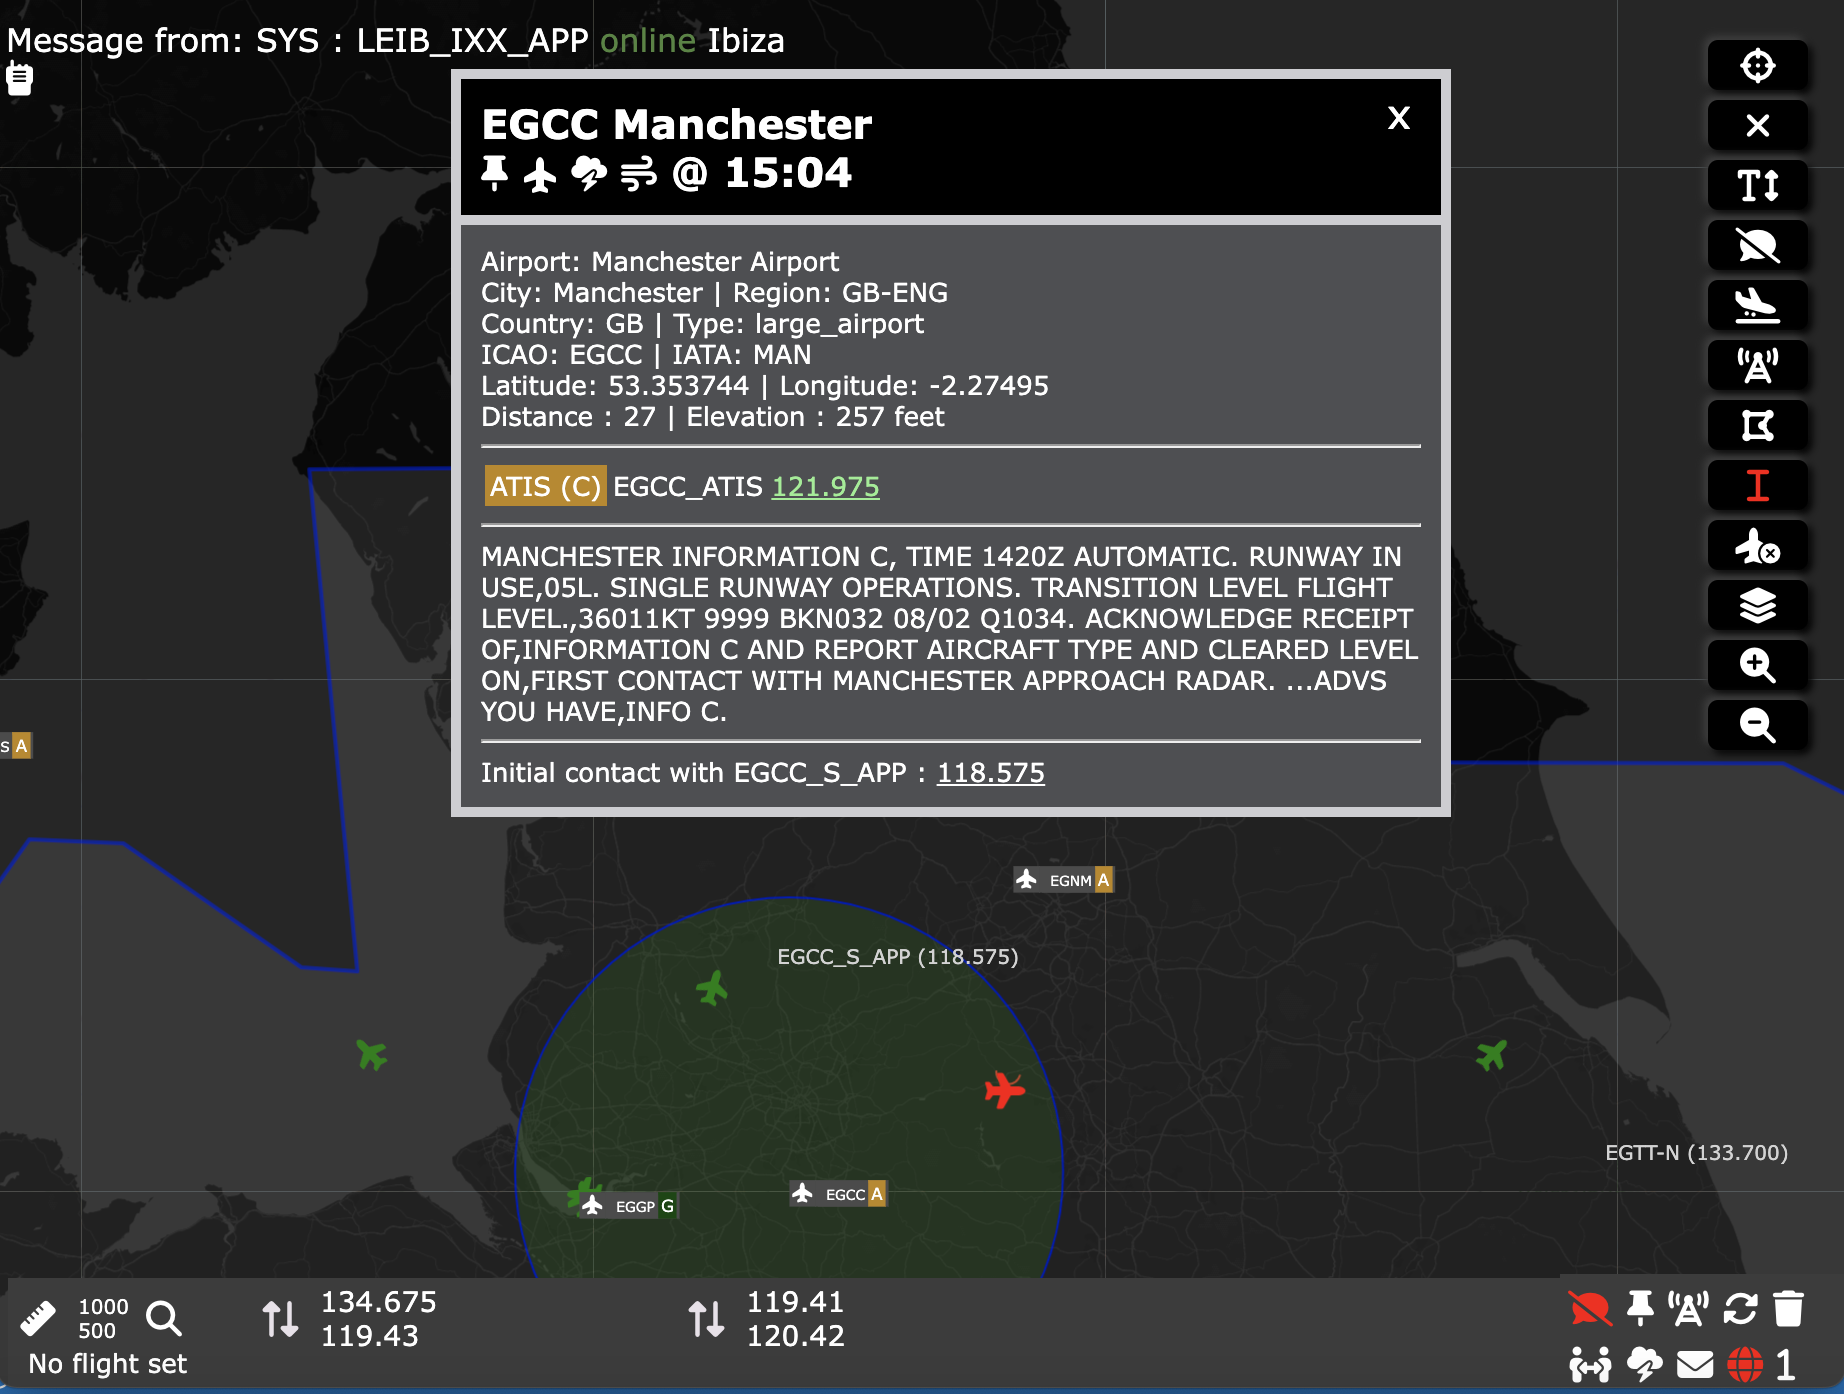 Message from: SYS : LEIB_IXX_APP online Ibiza
EGCC Manchester
X
@ 15:04
Airport: Manchester Airport
City: Manchester | Region: GB-ENG
Country: GB | Type: large_airport
ICAO: EGCC | IATA: MAN
Latitude: 53.353744 | Longitude: -2.27495
Distance : 27 | Elevation : 257 feet
ATIS (C) EGCC_ATIS 121.975
MANCHESTER INFORMATION C, TIME 1420Z AUTOMATIC. RUNWAY IN
USE,05L. SINGLE RUNWAY OPERATIONS. TRANSITION LEVEL FLIGHT
LEVEL.,36011KT 9999 BKN032 08/02 Q1034. ACKNOWLEDGE RECEIPT
OF,INFORMATION C AND REPORT AIRCRAFT TYPE AND CLEARED LEVEL
ON,FIRST CONTACT WITH MANCHESTER APPROACH RADAR. ...ADVS
YOU HAVE,INFO C.
Initial contact with EGCC_S_APP : 118.575
S A
EGNM A
EGCC_S_APP (118.575)
EGTT-N (133.700)
EGCC A
EGGP G
1000
500
134.675
119.43
119.41
120.42
No flight set
1